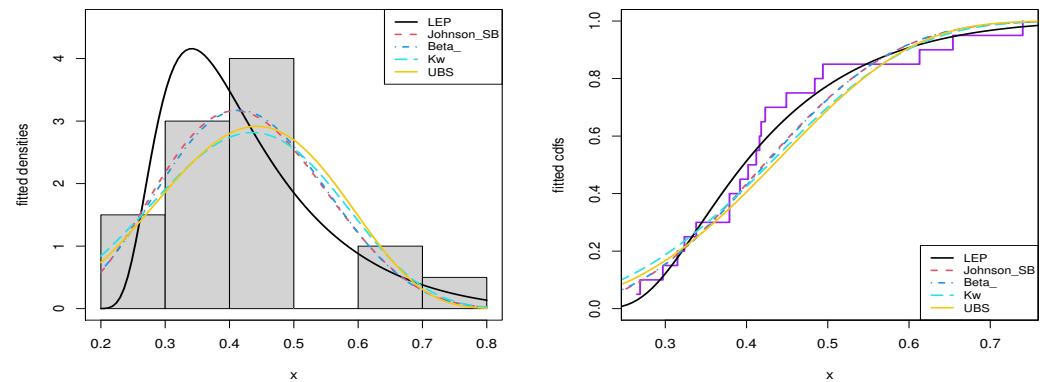 LEP
Johnson_SB
Beta_
Kw
UBS
fitted densities
4
3
2
1
0
0.2 0.3 0.4 0.5 0.6 0.7 0.8
x
fitted cdfs
1.0
0.8
0.6
0.4
0.2
0.0
LEP
Johnson_SB
Beta_
Kw
UBS
0.3 0.4 0.5 0.6 0.7
x